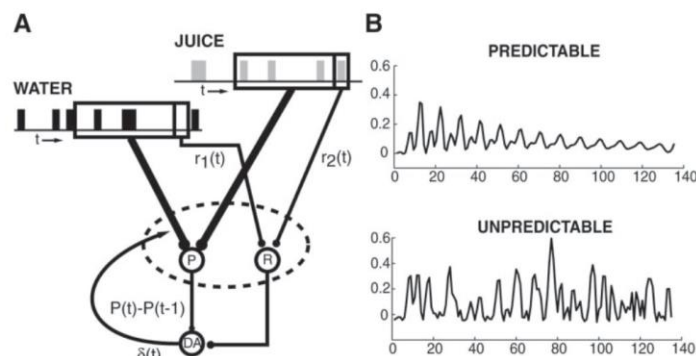 A
JUICE
t
WATER
t
r1(t)
r2(t)
P
R
P(t)-P(t-1)
DA
δ(t)
B
PREDICTABLE
0.6
0.4
0.2
0
0 20 40 60 80 100 120 140
UNPREDICTABLE
0.6
0.4
0.2
0
0 20 40 60 80 100 120 140